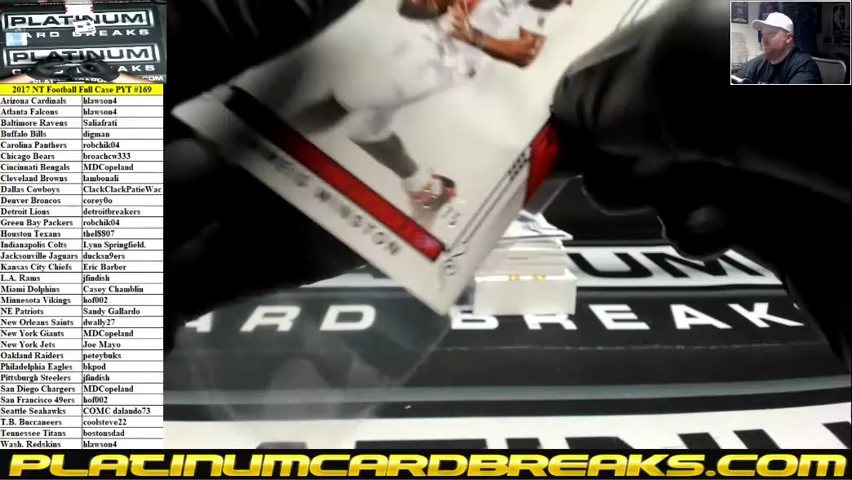 PLATINUM
ARD BREAKS
PLATINUM
2017 NT Football Full Case PYT #169
Arizona Cardinals hlawson4
Atlanta Falcons hlawson4
Baltimore Ravens Saliafrati
Buffalo Bills digman
Carolina Panthers robchik04
Chicago Bears broachcw333
Cincinnati Bengals MDCopeland
Cleveland Browns lambonali
Dallas Cowboys ClackClackPatieWac
Denver Broncos corey0o
Detroit Lions detroitbreakers
Green Bay Packers robchik04
Houston Texans thel8807
Indianapolis Colts Lynn Springfield.
Jacksonville Jaguars ducksn9ers
Kansas City Chiefs Eric Barber
L.A. Rams jfindish
Miami Dolphins Casey Chamblin
Minnesota Vikings hof002
NE Patriots Sandy Gallardo
New Orleans Saints dwally27
New York Giants MDCopeland
New York Jets Joe Mayo
Oakland Raiders peteybuks
Philadelphia Eagles bkpod
Pittsburgh Steelers jfindish
San Diego Chargers MDCopeland
San Francisco 49ers hof002
Seattle Seahawks COMC dalando73
T.B. Buccaneers coolsteve22
Tennessee Titans bostonsdad
Wash. Redskins hlawson4
WINSTON
UM
ARD BREAK
PLATINUMCARDBREAKS.COM